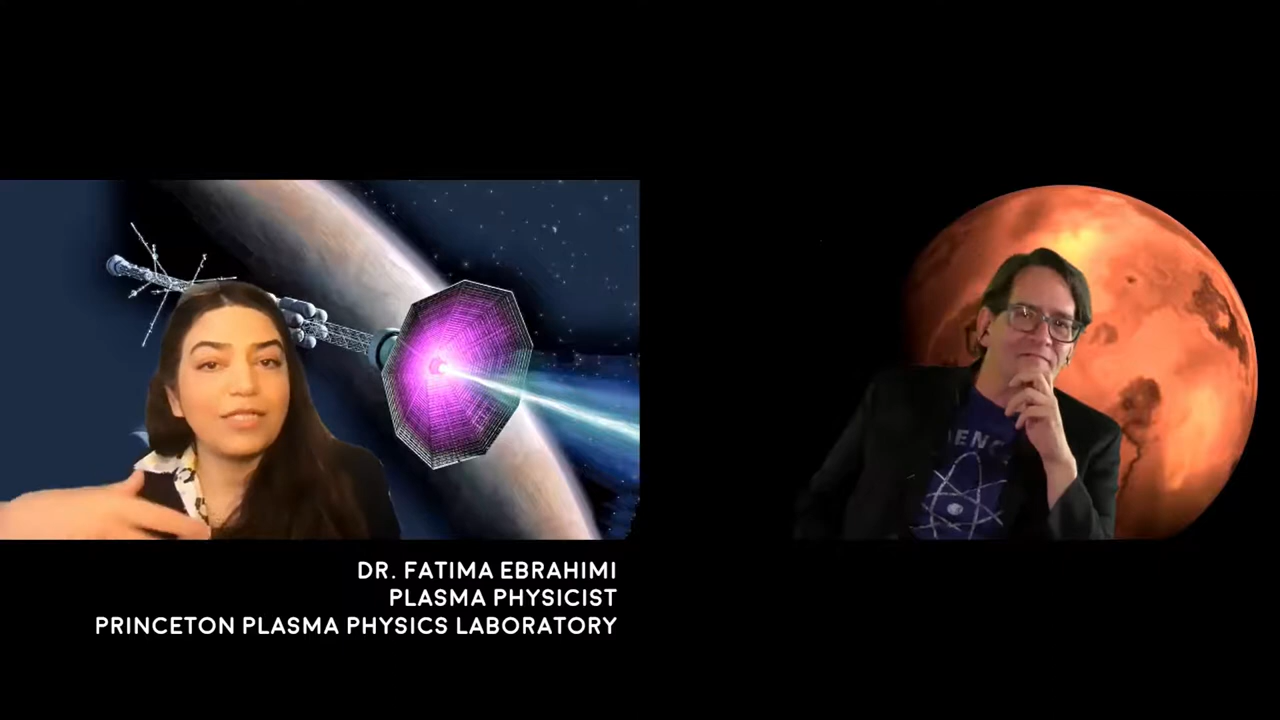 DR. FATIMA EBRAHIMI
PLASMA PHYSICIST
PRINCETON PLASMA PHYSICS LABORATORY